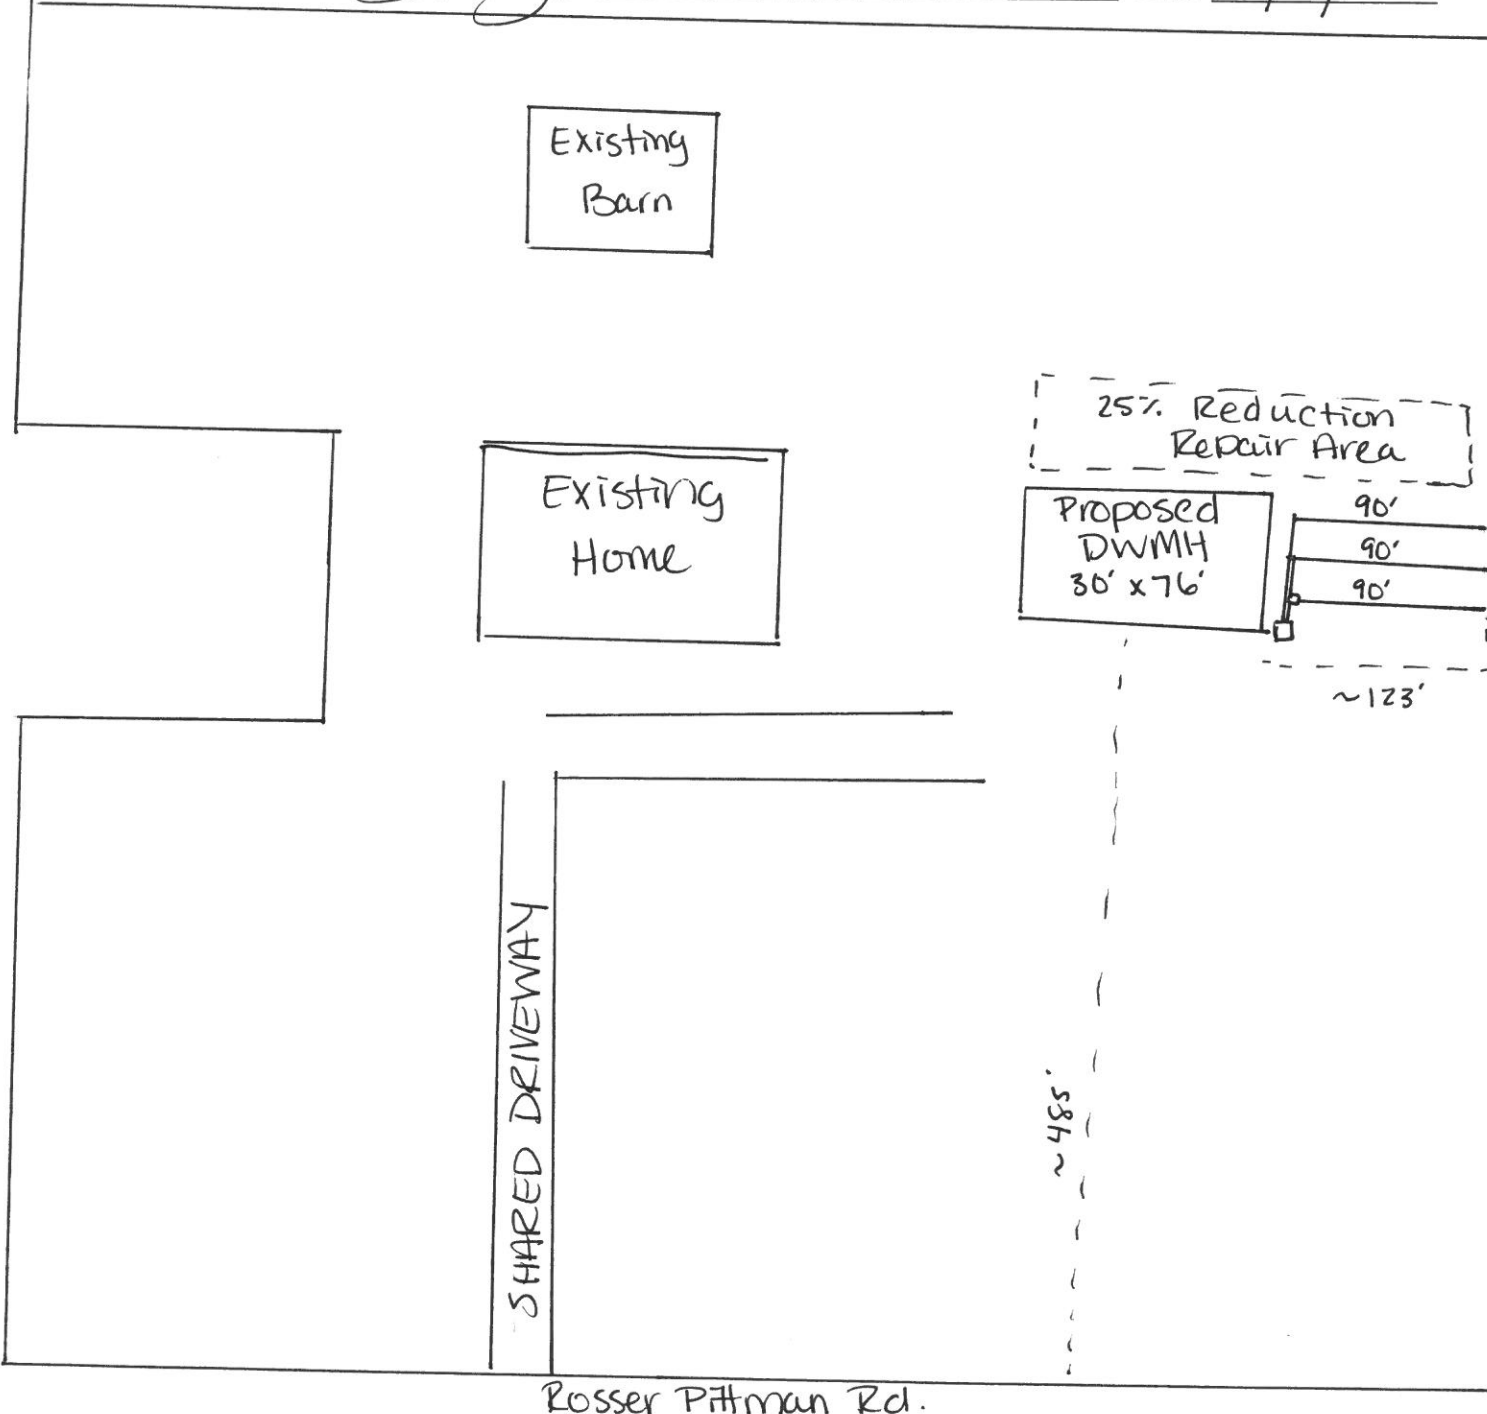 Existing
Barn
25% Reduction
Repair Area
Existing
Home
Proposed
DWMH
30' x 76'
90'
90'
90'
~123'
SHARED DRIVEWAY
~485'
Rosser Pittman Rd.